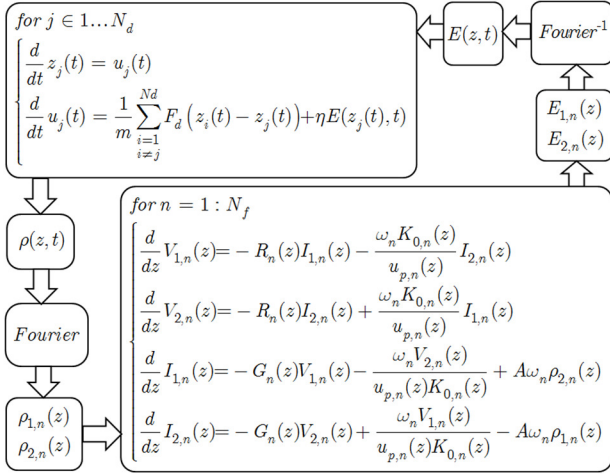 for j ∈ 1...N_d
d/dt z_j(t) = u_j(t)
d/dt u_j(t) = 1/m ∑_{i=1, i≠j}^{Nd} F_d(z_i(t) − z_j(t)) + ηE(z_j(t), t)
E(z,t)
Fourier^{-1}
E_{1,n}(z)
E_{2,n}(z)
ρ(z,t)
Fourier
ρ_{1,n}(z)
ρ_{2,n}(z)
for n = 1 : N_f
d/dz V_{1,n}(z) = − R_n(z)I_{1,n}(z) − ω_n K_{0,n}(z)/u_{p,n}(z) I_{2,n}(z)
d/dz V_{2,n}(z) = − R_n(z)I_{2,n}(z) + ω_n K_{0,n}(z)/u_{p,n}(z) I_{1,n}(z)
d/dz I_{1,n}(z) = − G_n(z)V_{1,n}(z) − ω_n V_{2,n}(z)/u_{p,n}(z)K_{0,n}(z) + Aω_n ρ_{2,n}(z)
d/dz I_{2,n}(z) = − G_n(z)V_{2,n}(z) + ω_n V_{1,n}(z)/u_{p,n}(z)K_{0,n}(z) − Aω_n ρ_{1,n}(z)